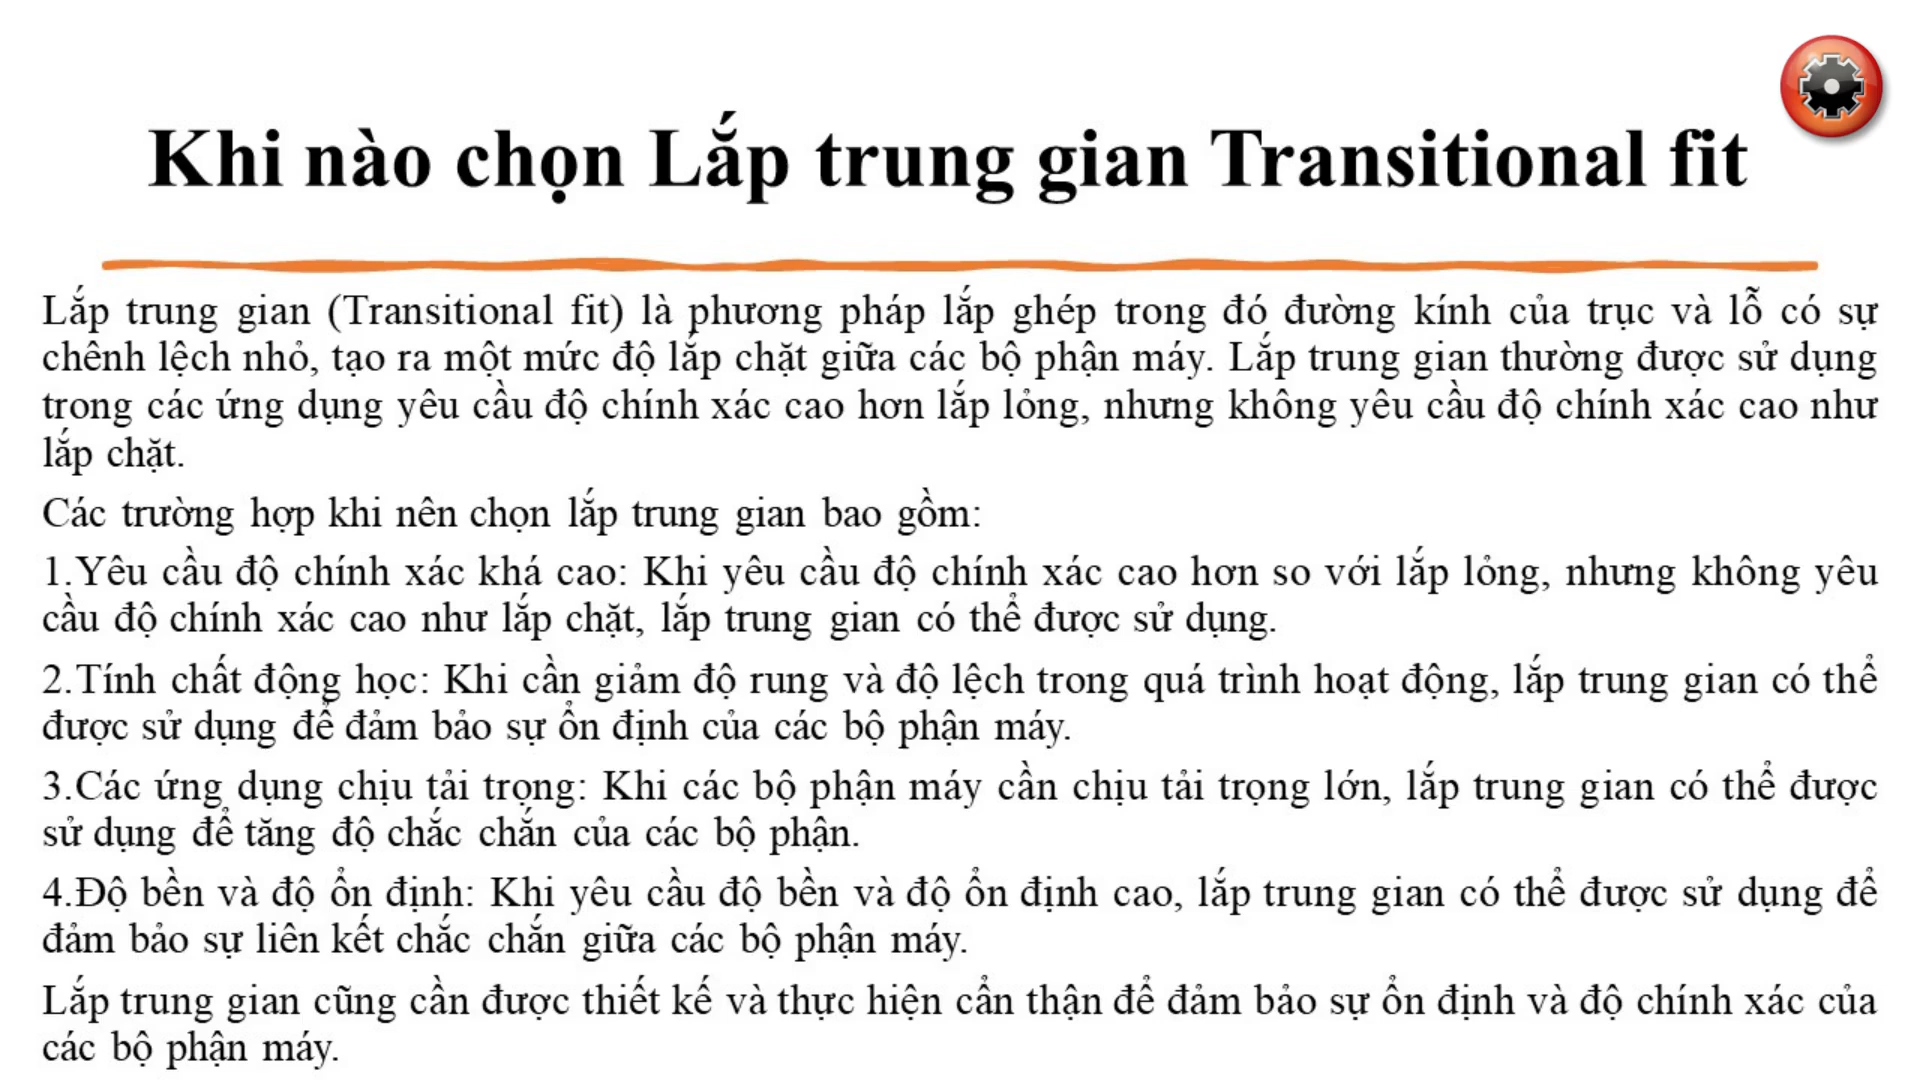 Khi nào chọn Lắp trung gian Transitional fit
Lắp trung gian (Transitional fit) là phương pháp lắp ghép trong đó đường kính của trục và lỗ có sự
chênh lệch nhỏ, tạo ra một mức độ lắp chặt giữa các bộ phận máy. Lắp trung gian thường được sử dụng
trong các ứng dụng yêu cầu độ chính xác cao hơn lắp lỏng, nhưng không yêu cầu độ chính xác cao như
lắp chặt.
Các trường hợp khi nên chọn lắp trung gian bao gồm:
1.Yêu cầu độ chính xác khá cao: Khi yêu cầu độ chính xác cao hơn so với lắp lỏng, nhưng không yêu
cầu độ chính xác cao như lắp chặt, lắp trung gian có thể được sử dụng.
2.Tính chất động học: Khi cần giảm độ rung và độ lệch trong quá trình hoạt động, lắp trung gian có thể
được sử dụng để đảm bảo sự ổn định của các bộ phận máy.
3.Các ứng dụng chịu tải trọng: Khi các bộ phận máy cần chịu tải trọng lớn, lắp trung gian có thể được
sử dụng để tăng độ chắc chắn của các bộ phận.
4.Độ bền và độ ổn định: Khi yêu cầu độ bền và độ ổn định cao, lắp trung gian có thể được sử dụng để
đảm bảo sự liên kết chắc chắn giữa các bộ phận máy.
Lắp trung gian cũng cần được thiết kế và thực hiện cẩn thận để đảm bảo sự ổn định và độ chính xác của
các bộ phận máy.